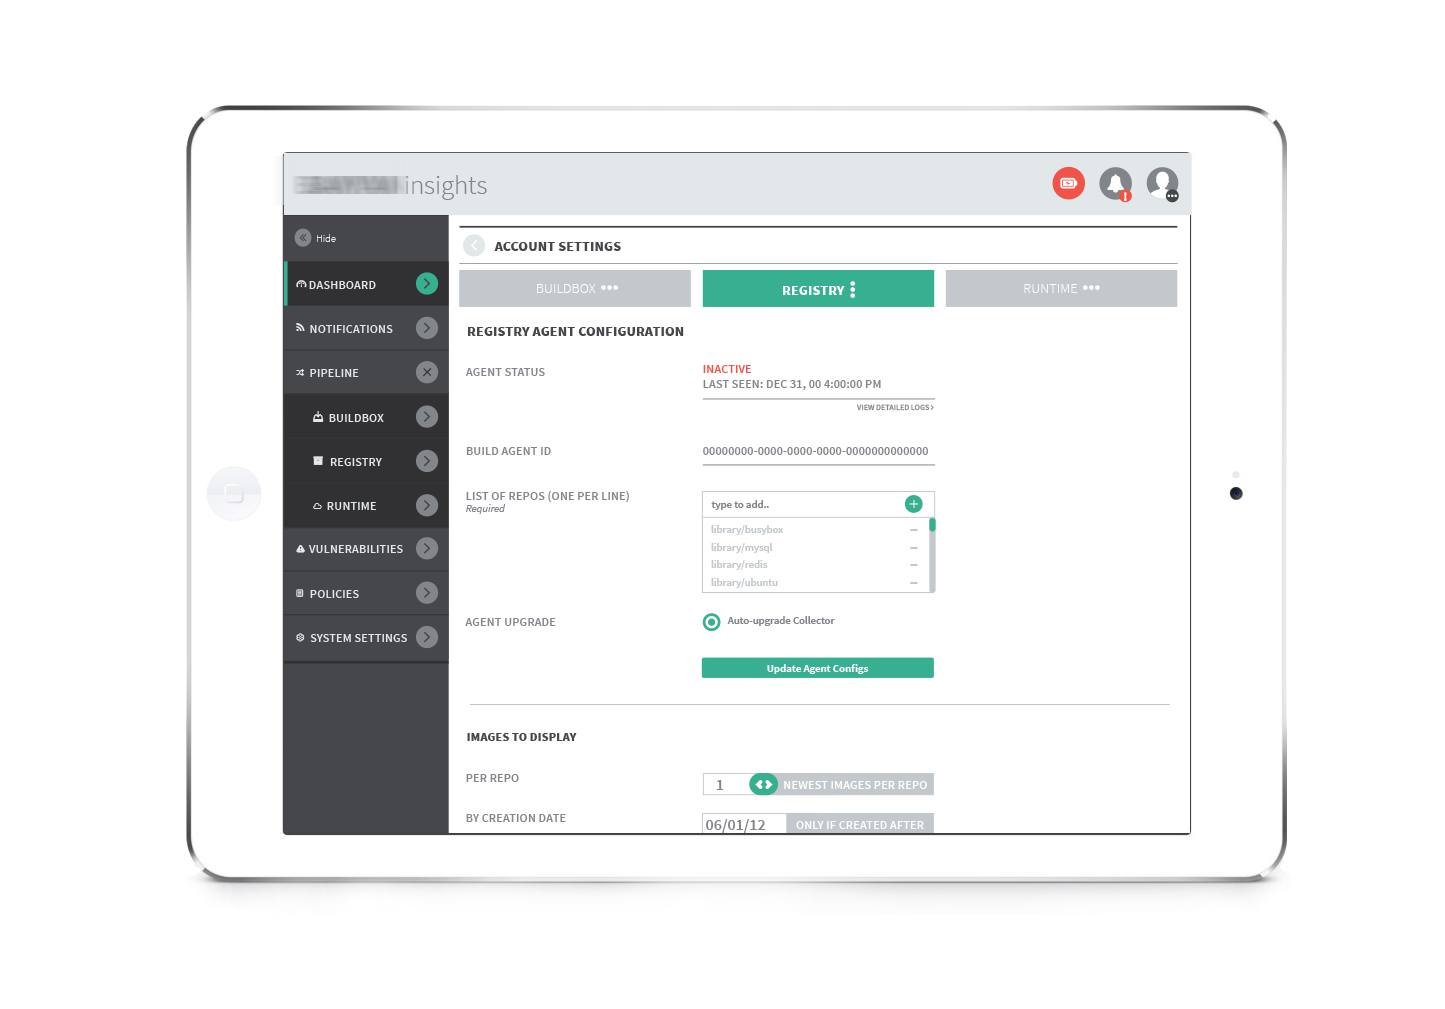 insights
Hide
DASHBOARD
NOTIFICATIONS
PIPELINE
BUILDBOX
REGISTRY
RUNTIME
VULNERABILITIES
POLICIES
SYSTEM SETTINGS
ACCOUNT SETTINGS
BUILDBOX
REGISTRY
RUNTIME
REGISTRY AGENT CONFIGURATION
AGENT STATUS
INACTIVE
LAST SEEN: DEC 31, 00 4:00:00 PM
VIEW DETAILED LOGS >
BUILD AGENT ID
00000000-0000-0000-0000-0000000000000
LIST OF REPOS (ONE PER LINE)
Required
type to add..
library/busybox
library/mysql
library/redis
library/ubuntu
AGENT UPGRADE
Auto-upgrade Collector
Update Agent Configs
IMAGES TO DISPLAY
PER REPO
1
NEWEST IMAGES PER REPO
BY CREATION DATE
06/01/12
ONLY IF CREATED AFTER